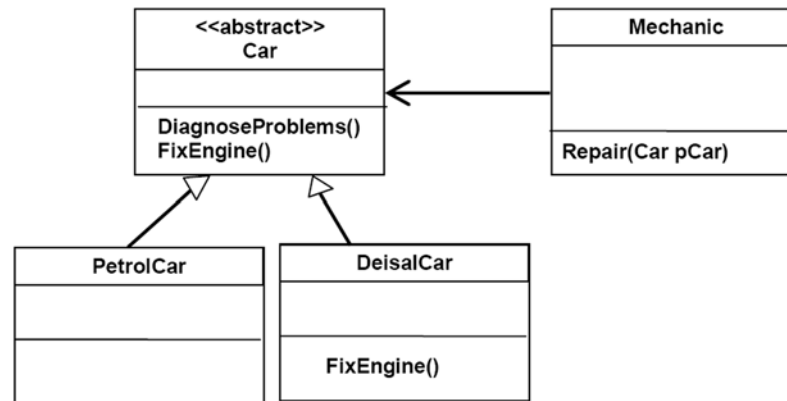 <<abstract>>
Car
DiagnoseProblems()
FixEngine()
Mechanic
Repair(Car pCar)
PetrolCar
DeisalCar
FixEngine()